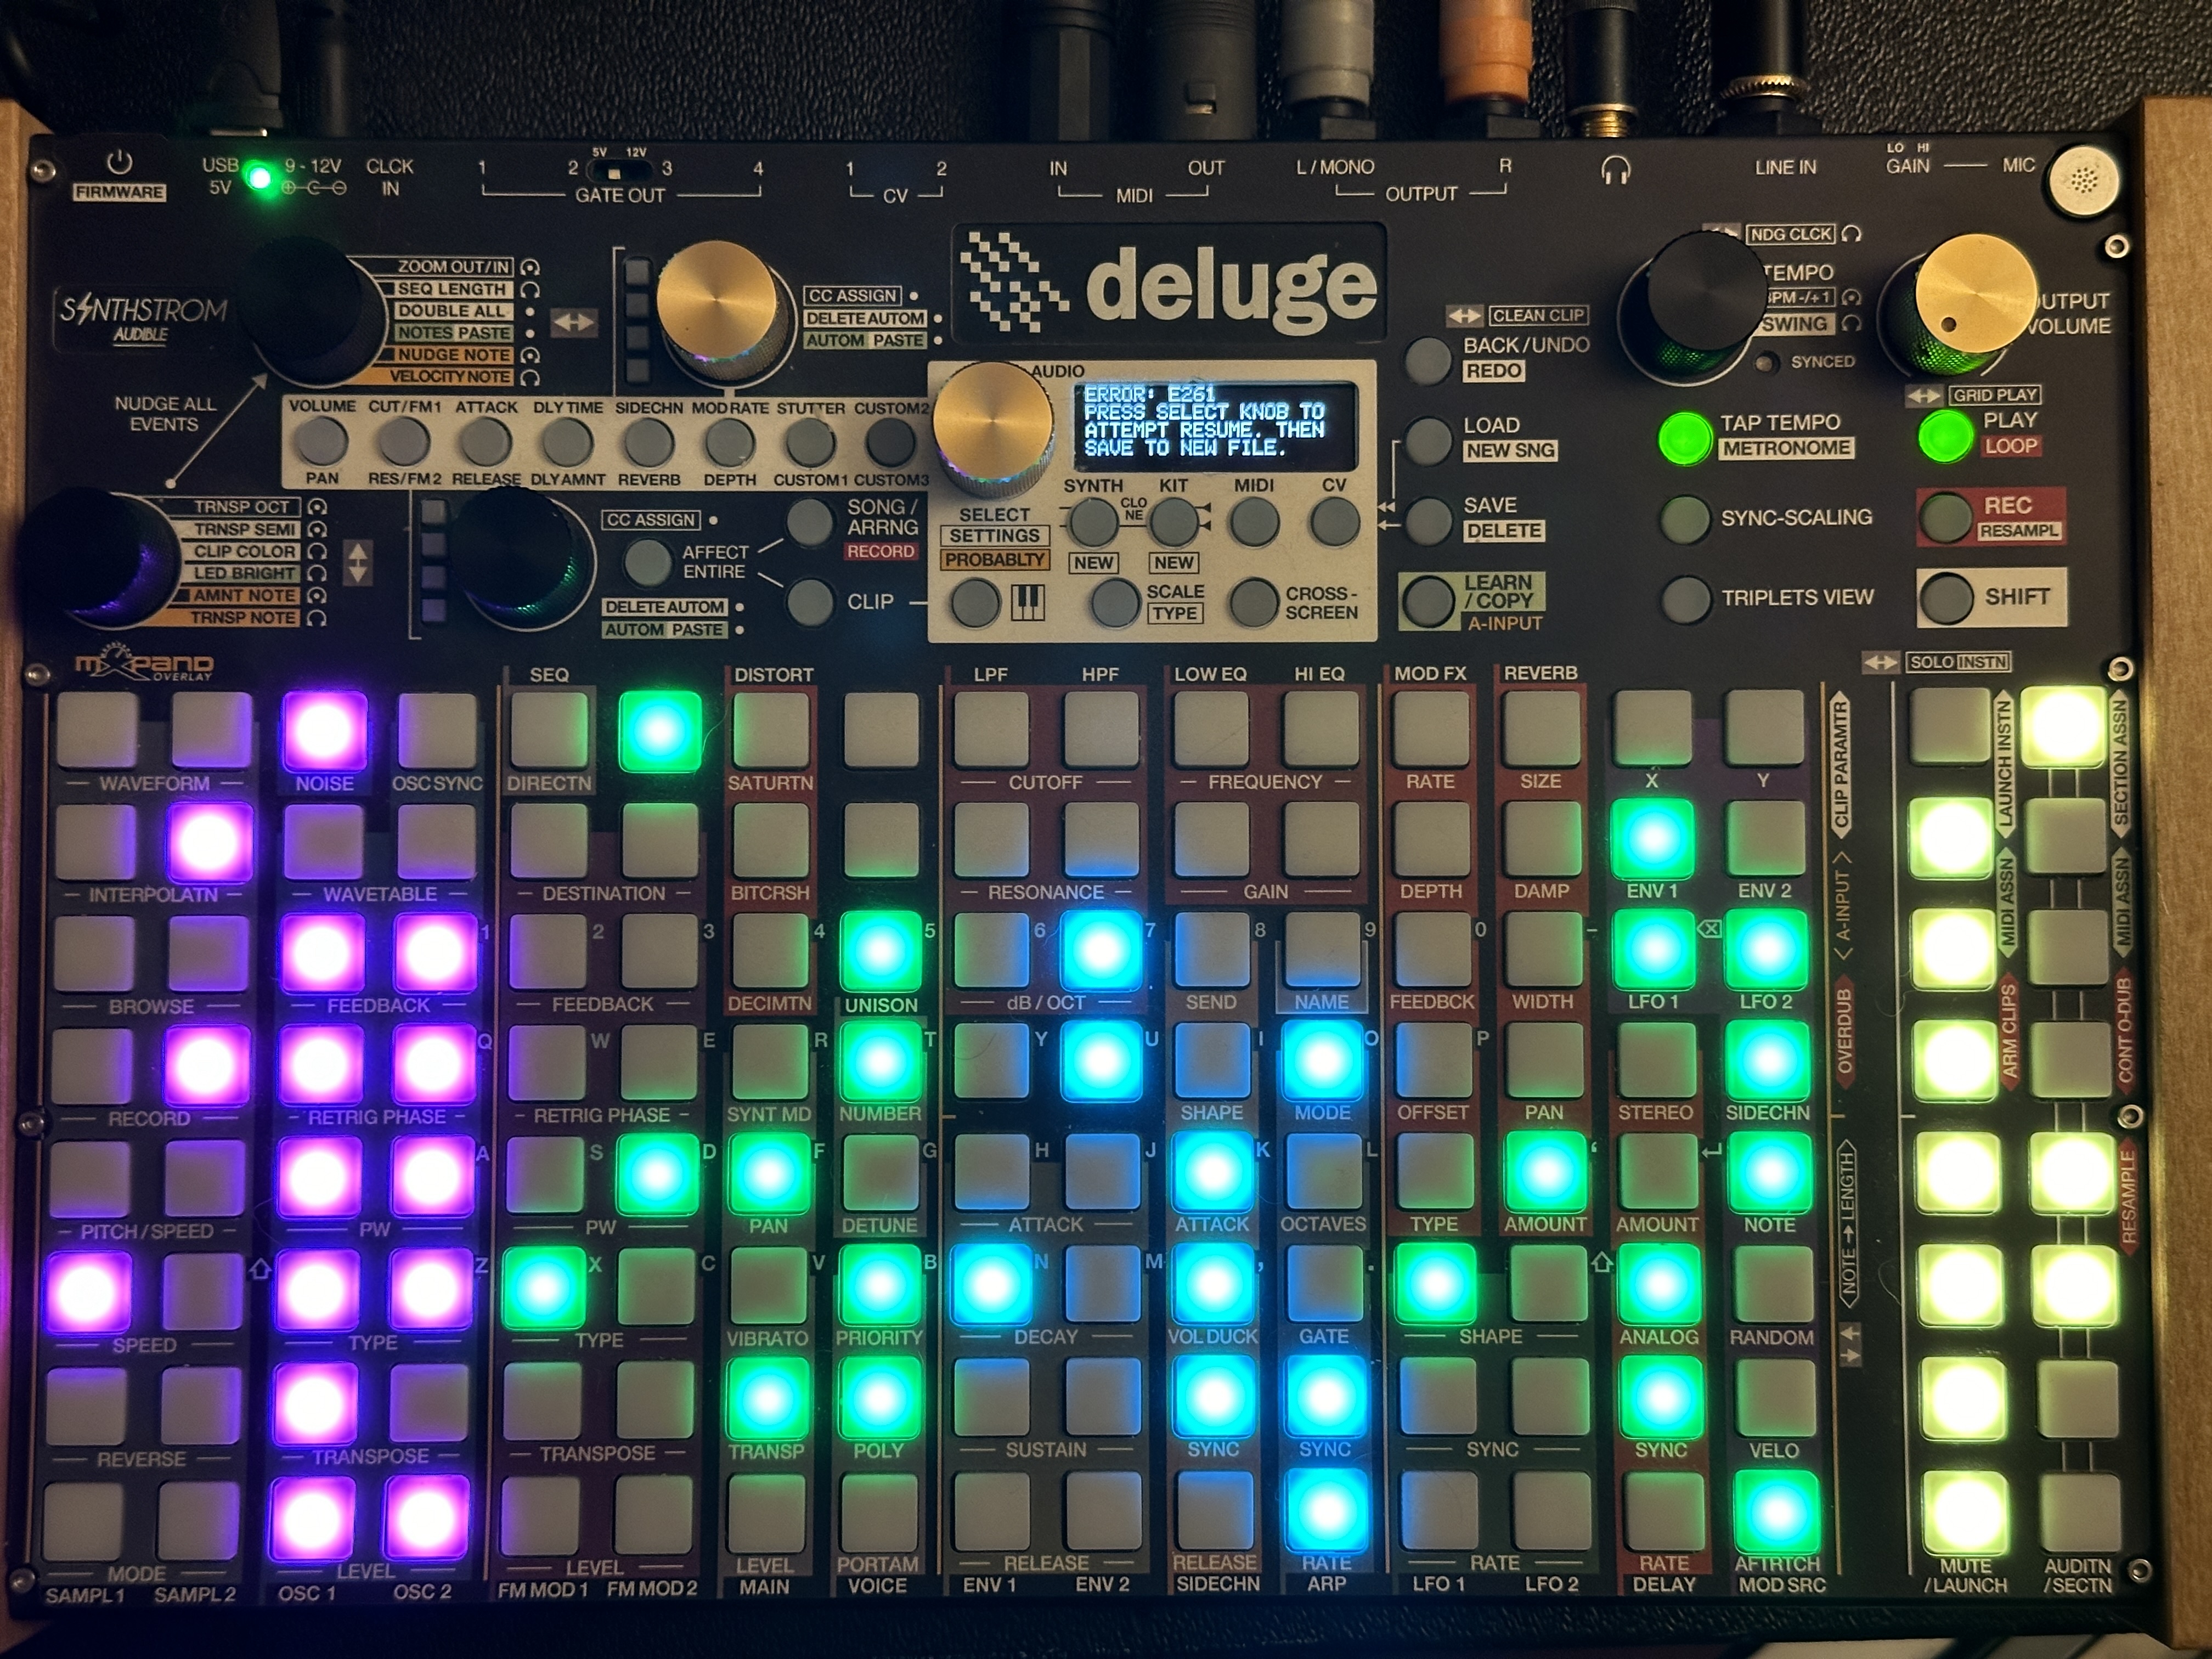 USB 5V
9 - 12V
CLCK IN
1 2 3 4
5V 12V
GATE OUT
1 2
CV
IN OUT
MIDI
L / MONO R
OUTPUT
LINE IN
LO HI
GAIN MIC
FIRMWARE
SYNTHSTROM
AUDIBLE
ZOOM OUT/IN
SEQ LENGTH
DOUBLE ALL
NOTES PASTE
NUDGE NOTE
VELOCITY NOTE
NUDGE ALL
EVENTS
CC ASSIGN
DELETE AUTOM
AUTOM PASTE
deluge
CLEAN CLIP
BACK / UNDO
REDO
LOAD
NEW SNG
SAVE
DELETE
LEARN
/ COPY
A-INPUT
NDG CLCK
TEMPO
BPM -/+1
SWING
SYNCED
OUTPUT
VOLUME
TAP TEMPO
METRONOME
SYNC-SCALING
TRIPLETS VIEW
GRID PLAY
PLAY
LOOP
REC
RESAMPL
SHIFT
VOLUME CUT/FM1 ATTACK DLY TIME SIDECHN MOD RATE STUTTER CUSTOM2
PAN RES/FM2 RELEASE DLY AMNT REVERB DEPTH CUSTOM1 CUSTOM3
AUDIO
ERROR: E261
PRESS SELECT KNOB TO
ATTEMPT RESUME. THEN
SAVE TO NEW FILE.
SELECT
SETTINGS
PROBABLTY
SYNTH
CLO
NE
KIT
MIDI
CV
NEW NEW
SCALE
TYPE
CROSS-
SCREEN
TRNSP OCT
TRNSP SEMI
CLIP COLOR
LED BRIGHT
AMNT NOTE
TRNSP NOTE
CC ASSIGN
AFFECT
ENTIRE
DELETE AUTOM
AUTOM PASTE
SONG /
ARRNG
RECORD
CLIP
mXpand
OVERLAY
SOLO INSTN
SEQ DISTORT LPF HPF LOW EQ HI EQ MOD FX REVERB
WAVEFORM NOISE OSC SYNC DIRECTN SATURTN CUTOFF FREQUENCY RATE SIZE X Y
INTERPOLATN WAVETABLE DESTINATION BITCRSH RESONANCE GAIN DEPTH DAMP ENV 1 ENV 2
1 2 3 4 5 6 7 8 9 0 -
BROWSE FEEDBACK FEEDBACK DECIMTN UNISON dB / OCT SEND NAME FEEDBCK WIDTH LFO 1 LFO 2
Q W E R T Y U I O P
RECORD RETRIG PHASE RETRIG PHASE SYNT MD NUMBER SHAPE MODE OFFSET PAN STEREO SIDECHN
A S D F G H J K L '
PITCH / SPEED PW PW PAN DETUNE ATTACK ATTACK OCTAVES TYPE AMOUNT AMOUNT NOTE
Z X C V B N M , .
SPEED TYPE TYPE VIBRATO PRIORITY DECAY VOL DUCK GATE SHAPE ANALOG RANDOM
REVERSE TRANSPOSE TRANSPOSE TRANSP POLY SUSTAIN SYNC SYNC SYNC SYNC VELO
MODE LEVEL LEVEL LEVEL PORTAM RELEASE RELEASE RATE RATE RATE AFTRTCH
SAMPL 1 SAMPL 2 OSC 1 OSC 2 FM MOD 1 FM MOD 2 MAIN VOICE ENV 1 ENV 2 SIDECHN ARP LFO 1 LFO 2 DELAY MOD SRC
CLIP PARAMTR
< A-INPUT >
OVERDUB
NOTE LENGTH
LAUNCH INSTN
MIDI ASSN
ARM CLIPS
SECTION ASSN
MIDI ASSN
CONT O-DUB
RESAMPLE
MUTE
/LAUNCH
AUDITN
/SECTN